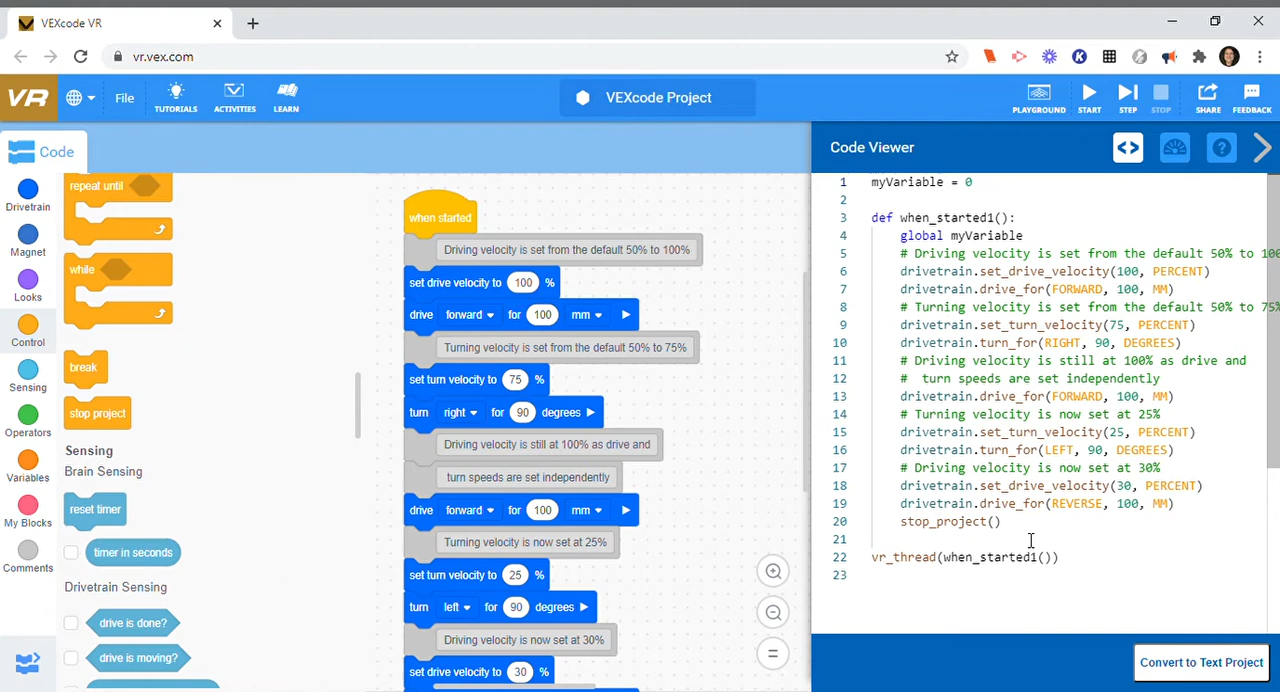 VEXcode VR
vr.vex.com
VR
File
TUTORIALS
ACTIVITIES
LEARN
VEXcode Project
PLAYGROUND
START
STEP
STOP
SHARE
FEEDBACK
Code
Drivetrain
Magnet
Looks
Control
Sensing
Operators
Variables
My Blocks
Comments
repeat until
while
break
stop project
Sensing
Brain Sensing
reset timer
timer in seconds
Drivetrain Sensing
drive is done?
drive is moving?
when started
Driving velocity is set from the default 50% to 100%
set drive velocity to 100 %
drive forward for 100 mm
Turning velocity is set from the default 50% to 75%
set turn velocity to 75 %
turn right for 90 degrees
Driving velocity is still at 100% as drive and
turn speeds are set independently
drive forward for 100 mm
Turning velocity is now set at 25%
set turn velocity to 25 %
turn left for 90 degrees
Driving velocity is now set at 30%
set drive velocity to 30 %
Code Viewer
1 myVariable = 0
2
3 def when_started1():
4 global myVariable
5 # Driving velocity is set from the default 50% to 100
6 drivetrain.set_drive_velocity(100, PERCENT)
7 drivetrain.drive_for(FORWARD, 100, MM)
8 # Turning velocity is set from the default 50% to 75%
9 drivetrain.set_turn_velocity(75, PERCENT)
10 drivetrain.turn_for(RIGHT, 90, DEGREES)
11 # Driving velocity is still at 100% as drive and
12 # turn speeds are set independently
13 drivetrain.drive_for(FORWARD, 100, MM)
14 # Turning velocity is now set at 25%
15 drivetrain.set_turn_velocity(25, PERCENT)
16 drivetrain.turn_for(LEFT, 90, DEGREES)
17 # Driving velocity is now set at 30%
18 drivetrain.set_drive_velocity(30, PERCENT)
19 drivetrain.drive_for(REVERSE, 100, MM)
20 stop_project()
21
22 vr_thread(when_started1())
23
Convert to Text Project